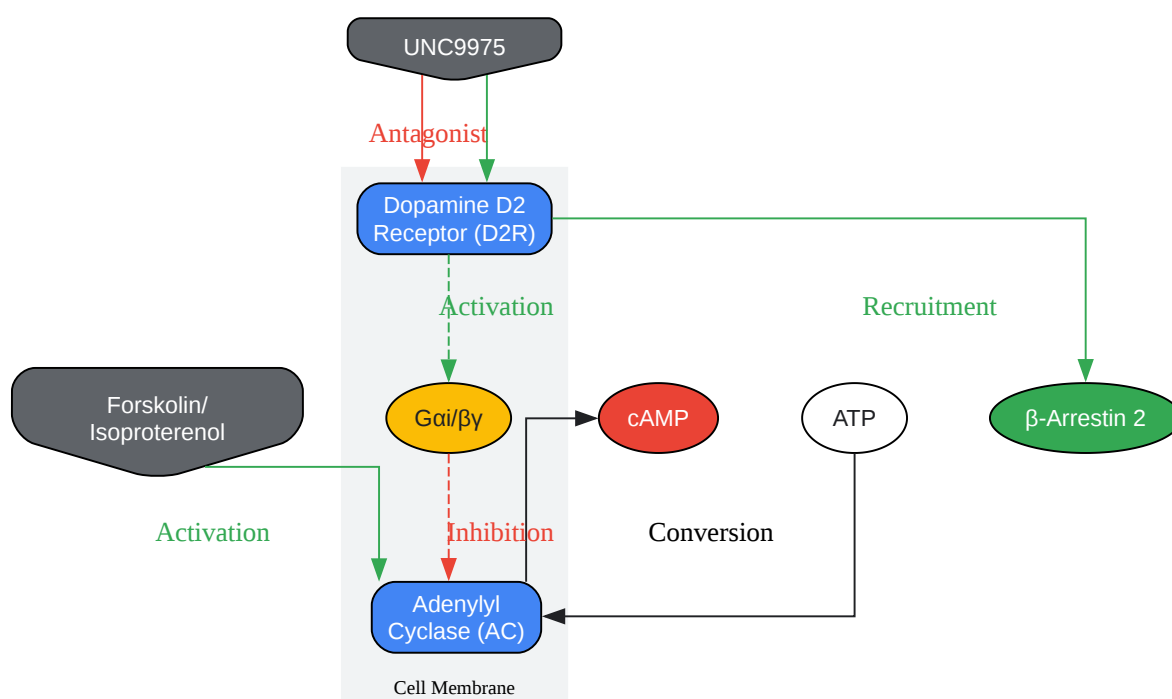 UNC9975
Antagonist
Dopamine D2
Receptor (D2R)
Activation
Recruitment
Forskolin/
Isoproterenol
Gαi/βγ
cAMP
ATP
β-Arrestin 2
Activation
Inhibition
Conversion
Adenylyl
Cyclase (AC)
Cell Membrane